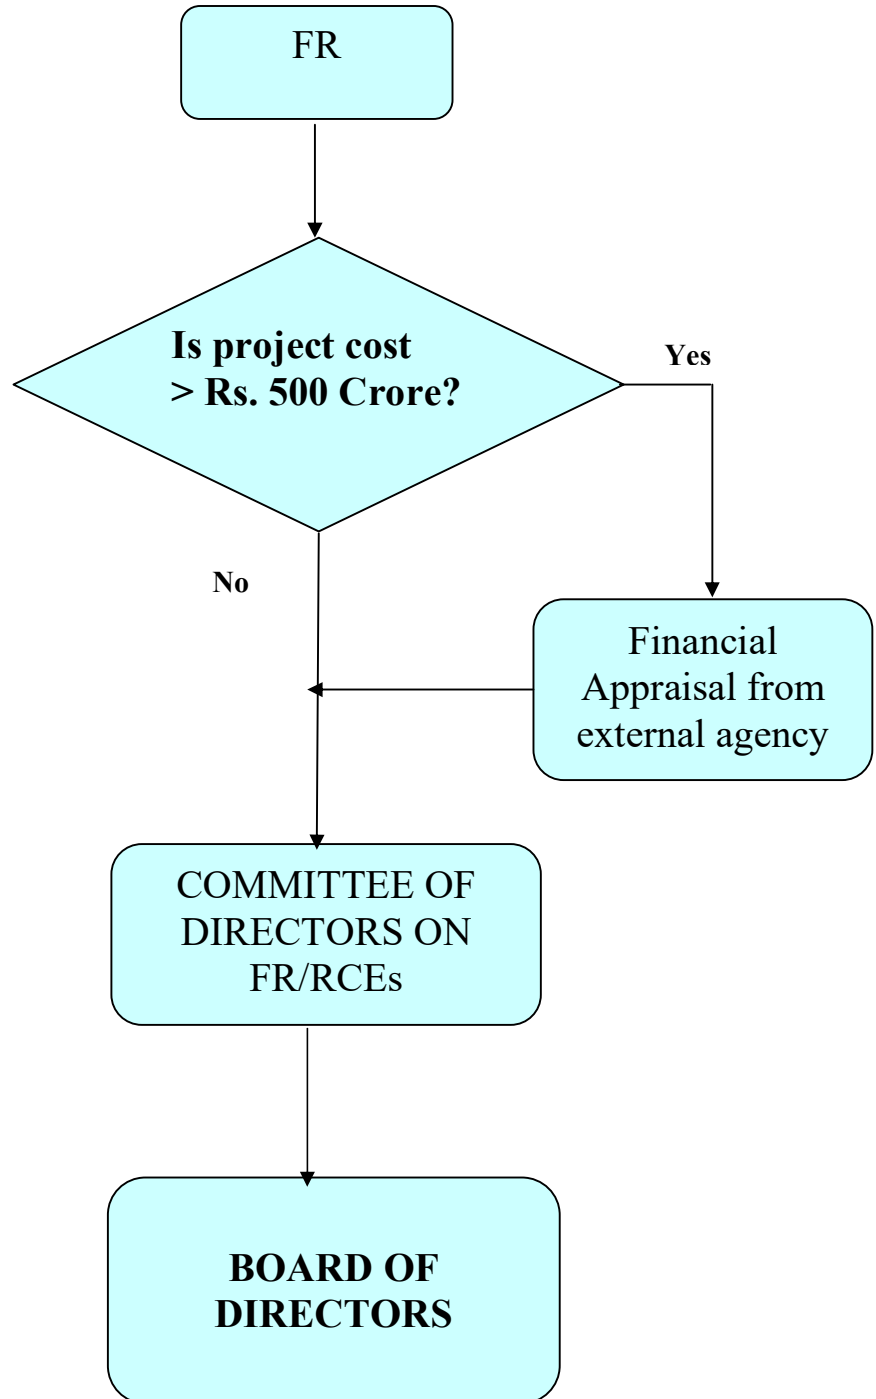 FR
Is project cost
> Rs. 500 Crore?
Yes
No
Financial
Appraisal from
external agency
COMMITTEE OF
DIRECTORS ON
FR/RCEs
BOARD OF
DIRECTORS